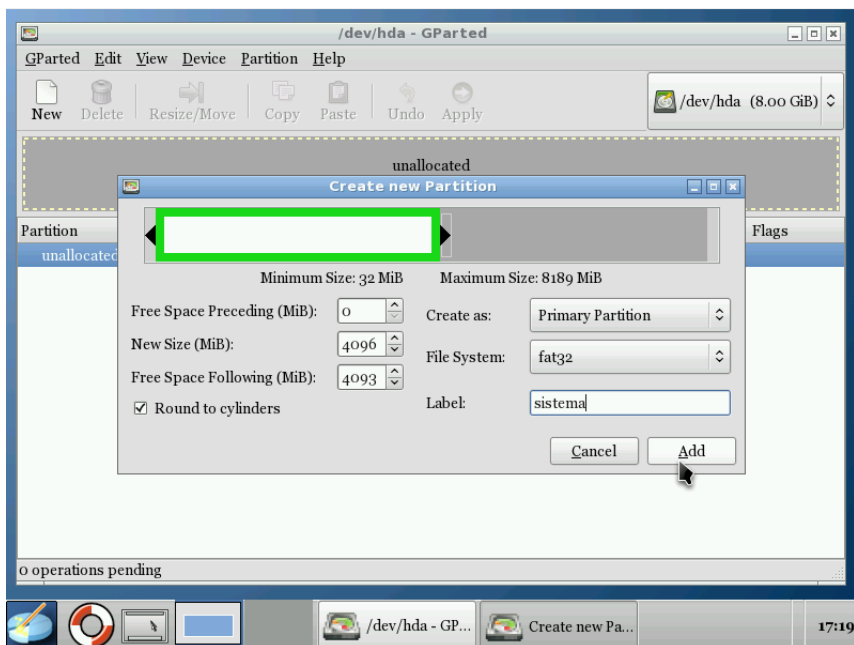 /dev/hda - GParted
GParted Edit View Device Partition Help
New Delete Resize/Move Copy Paste Undo Apply
/dev/hda (8.00 GiB)
unallocated
Create new Partition
Partition
Flags
unallocated
Minimum Size: 32 MiB Maximum Size: 8189 MiB
Free Space Preceding (MiB): 0
New Size (MiB): 4096
Free Space Following (MiB): 4093
Round to cylinders
Create as: Primary Partition
File System: fat32
Label: sistema
Cancel Add
0 operations pending
/dev/hda - GP...
Create new Pa...
17:19